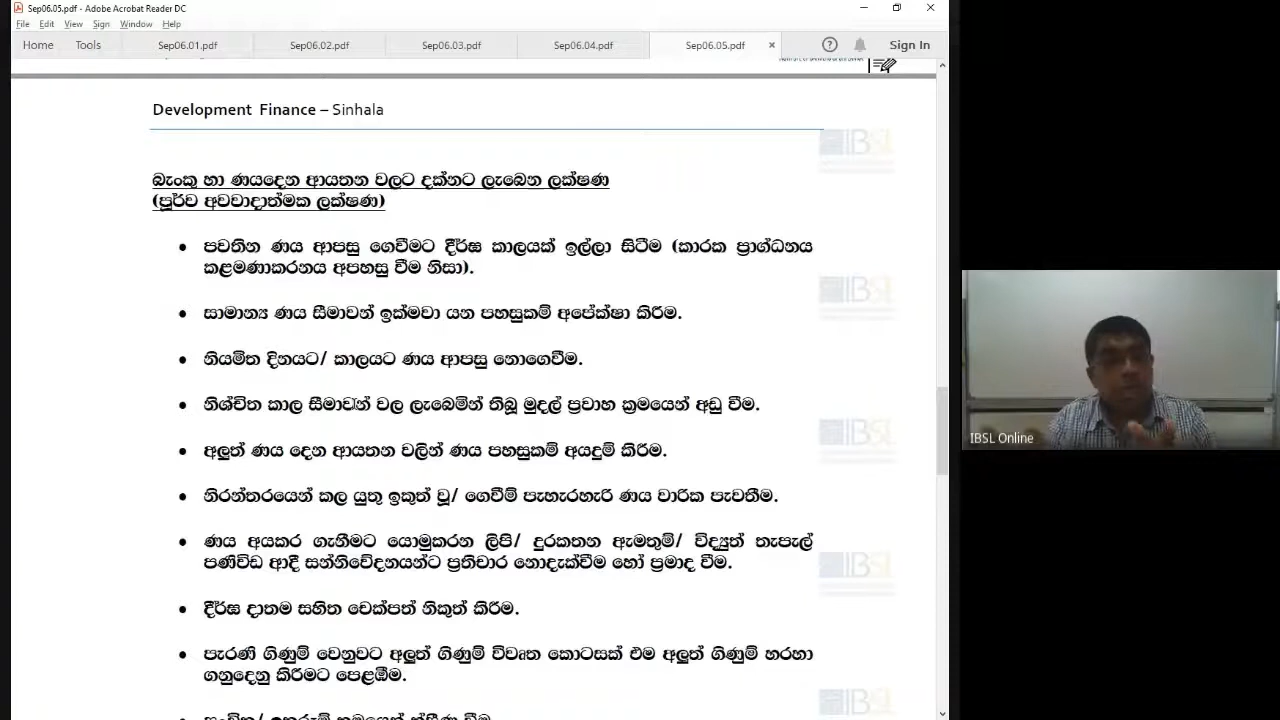 Sep06.05.pdf - Adobe Acrobat Reader DC
File Edit View Sign Window Help
Home Tools Sep06.01.pdf Sep06.02.pdf Sep06.03.pdf Sep06.04.pdf Sep06.05.pdf × ? Sign In
Development Finance – Sinhala
බැංකු හා ණයදෙන ආයතන වලට දක්නට ලැබෙන ලක්ෂණ
(පූර්ව අවවාදාත්මක ලක්ෂණ)
• පවතින ණය ආපසු ගෙවීමට දීර්ඝ කාලයක් ඉල්ලා සිටීම (කාරක ප්‍රාග්ධනය
කළමණාකරනය අපහසු වීම නිසා).
• සාමාන්‍ය ණය සීමාවන් ඉක්මවා යන පහසුකම් අපේක්ෂා කිරීම.
• නියමිත දිනයට/ කාලයට ණය ආපසු නොගෙවීම.
• නිශ්චිත කාල සීමාවන් වල ලැබෙමින් තිබූ මුදල් ප්‍රවාහ ක්‍රමයෙන් අඩු වීම.
• අලුත් ණය දෙන ආයතන වලින් ණය පහසුකම් අයදුම් කිරීම.
• නිරන්තරයෙන් කල යුතු ඉකුත් වූ/ ගෙවීම් පැහැරහැරි ණය වාරික පැවතීම.
• ණය අයකර ගැනීමට යොමුකරන ලිපි/ දුරකතන ඇමතුම්/ විද්‍යුත් තැපැල්
පණිවිඩ ආදී සන්නිවේදනයන්ට ප්‍රතිචාර නොදැක්වීම හෝ ප්‍රමාද වීම.
• දීර්ඝ දාතම සහිත චෙක්පත් නිකුත් කිරීම.
• පැරණි ගිණුම් වෙනුවට අලුත් ගිණුම් විවෘත කොටසක් එම අලුත් ගිණුම් හරහා
ගනුදෙනු කිරීමට පෙළඹීම.
IBSL
IBSL
IBSL
IBSL
IBSL
IBSL Online